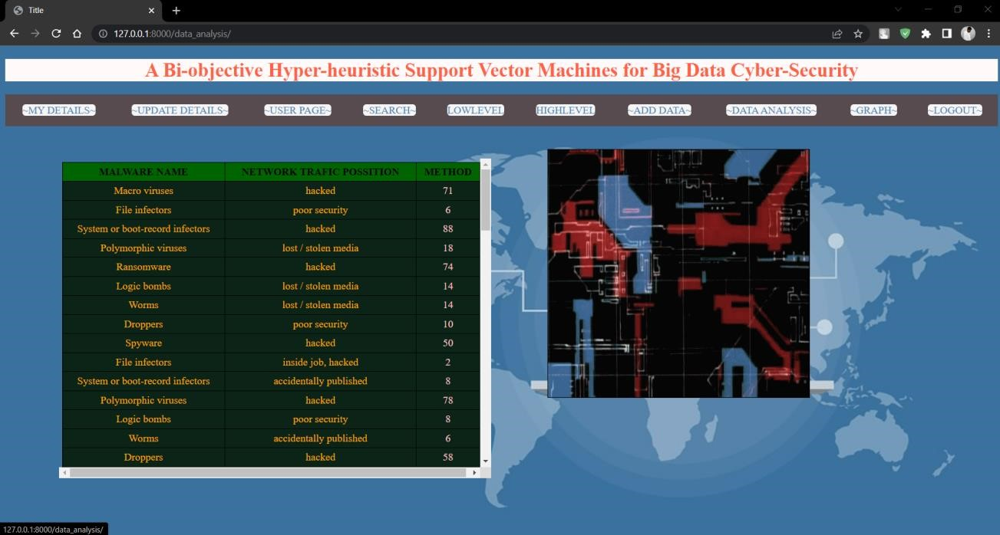 Title
127.0.0.1:8000/data_analysis/
A Bi-objective Hyper-heuristic Support Vector Machines for Big Data Cyber-Security
~MY DETAILS~ ~UPDATE DETAILS~ ~USER PAGE~ ~SEARCH~ LOWLEVEL HIGHLEVEL ~ADD DATA~ ~DATA ANALYSIS~ ~GRAPH~ ~LOGOUT~
MALWARE NAME NETWORK TRAFIC POSSITION METHOD
Macro viruses hacked 71
File infectors poor security 6
System or boot-record infectors hacked 88
Polymorphic viruses lost / stolen media 18
Ransomware hacked 74
Logic bombs lost / stolen media 14
Worms lost / stolen media 14
Droppers poor security 10
Spyware hacked 50
File infectors inside job, hacked 2
System or boot-record infectors accidentally published 8
Polymorphic viruses hacked 78
Logic bombs poor security 8
Worms accidentally published 6
Droppers hacked 58
127.0.0.1:8000/data_analysis/